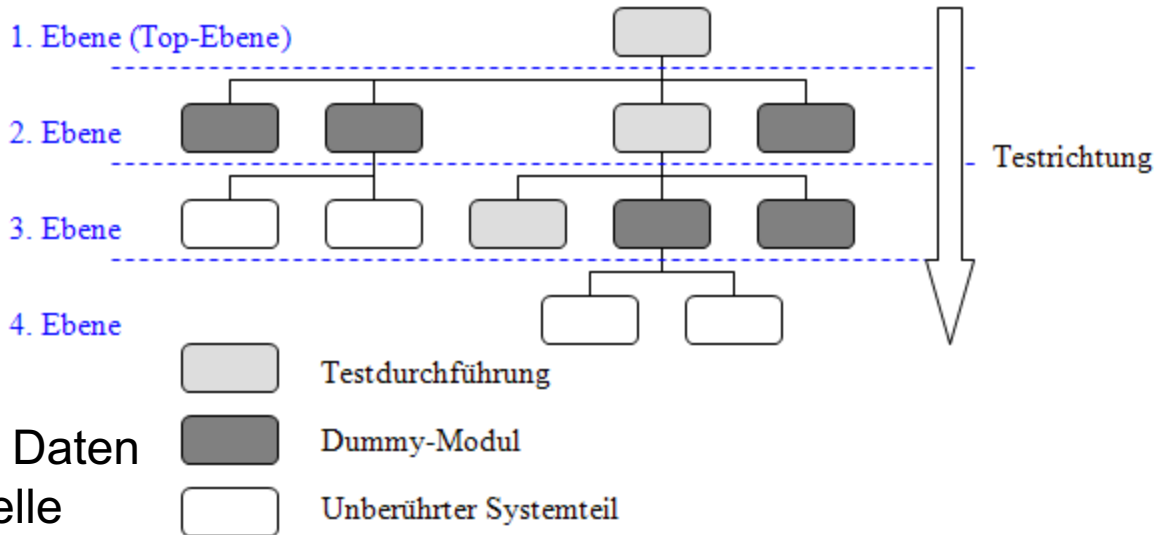 1. Ebene (Top-Ebene)
2. Ebene
Testrichtung
3. Ebene
4. Ebene
Testdurchführung
Daten
Dummy-Modul
elle
Unberührter Systemteil